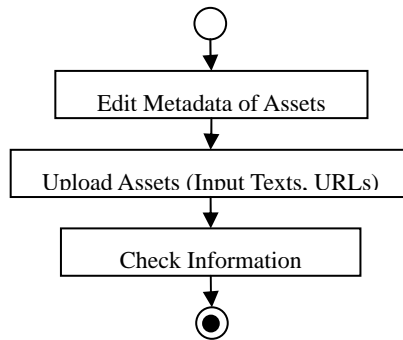 Edit Metadata of Assets
Upload Assets (Input Texts, URLs)
Check Information